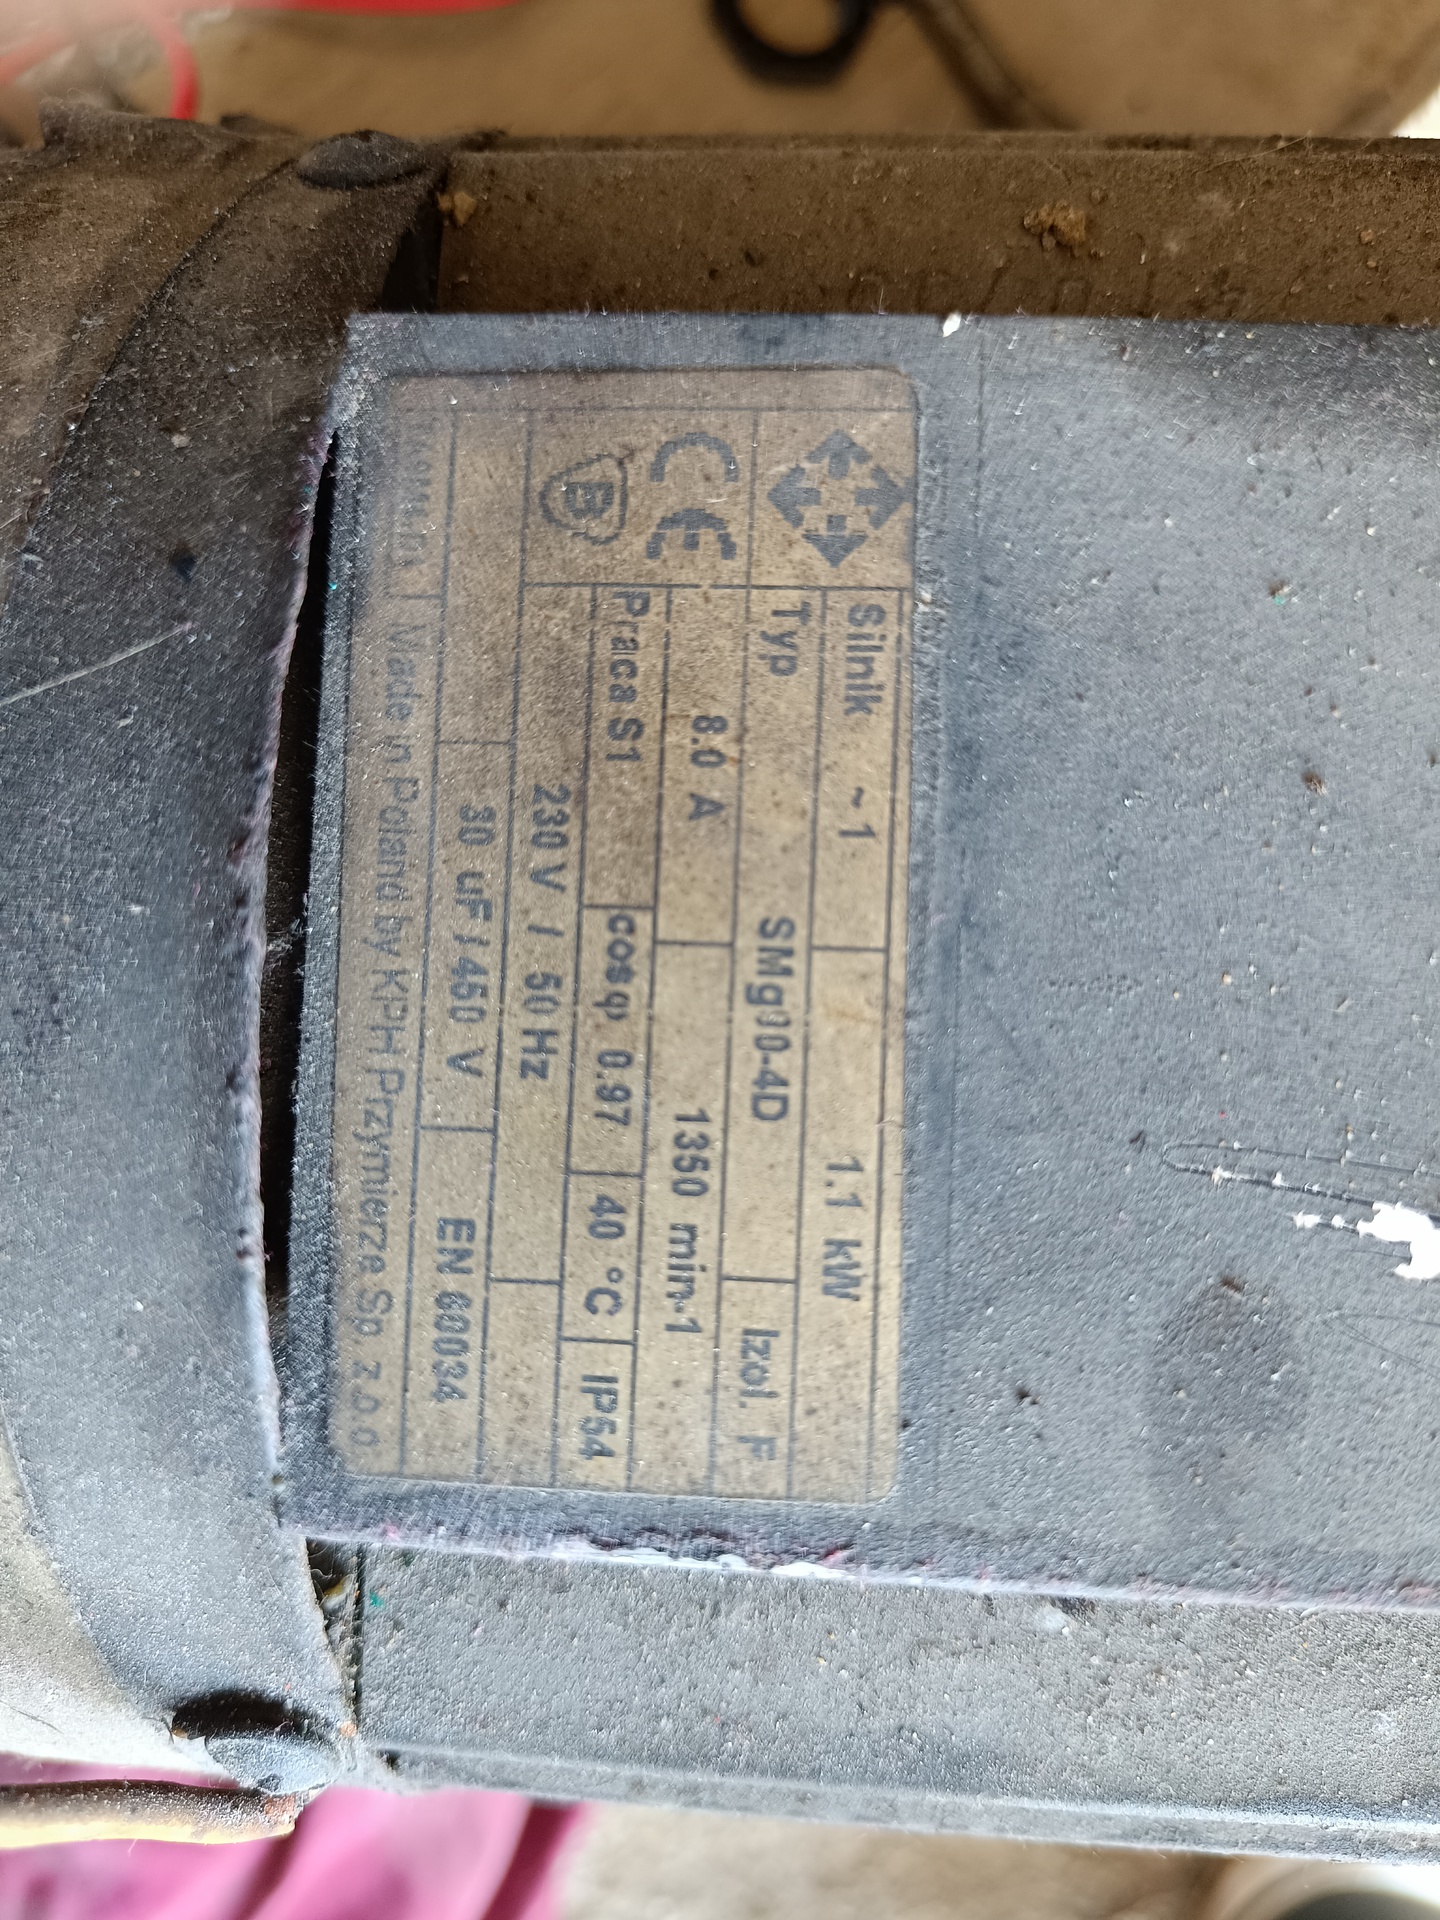 Silnik ~ 1 1.1 kW
Typ SMg90-4D Izol. F
8.0 A 1350 min-1
Praca S1 cosφ 0.97 40 °C IP54
230 V / 50 Hz
30 uF / 450 V EN 60034
Made in Poland by KPH Przymierze Sp. z.o.o.
CE
B